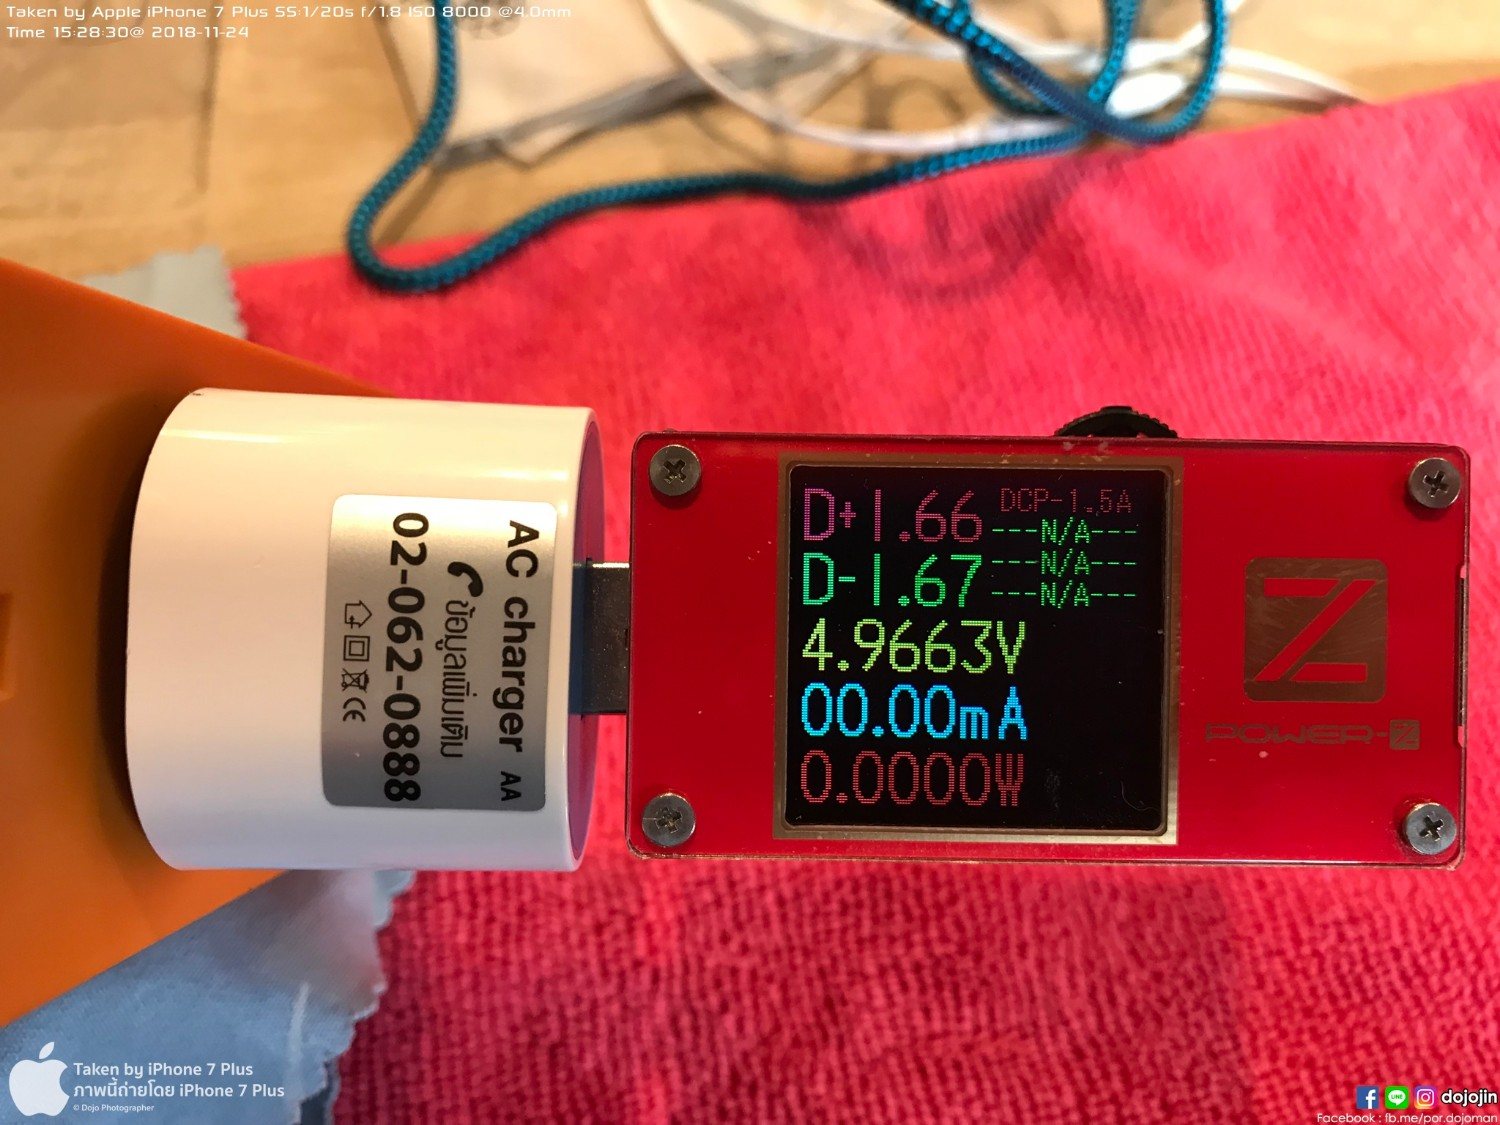 Taken by Apple iPhone 7 Plus SS:1/20s f/1.8 ISO 8000 @4.0mm
Time 15:28:30@ 2018-11-24
AC charger AA
ข้อมูลเพิ่มเติม
02-062-0888
CE
D+1.66 DCP-1.5A
---N/A---
D-1.67 ---N/A---
---N/A---
4.9663V
00.00mA
0.0000W
Z
POWER-Z
Taken by iPhone 7 Plus
ภาพนี้ถ่ายโดย iPhone 7 Plus
© Dojo Photographer
dojojin
Facebook : fb.me/por.dojoman